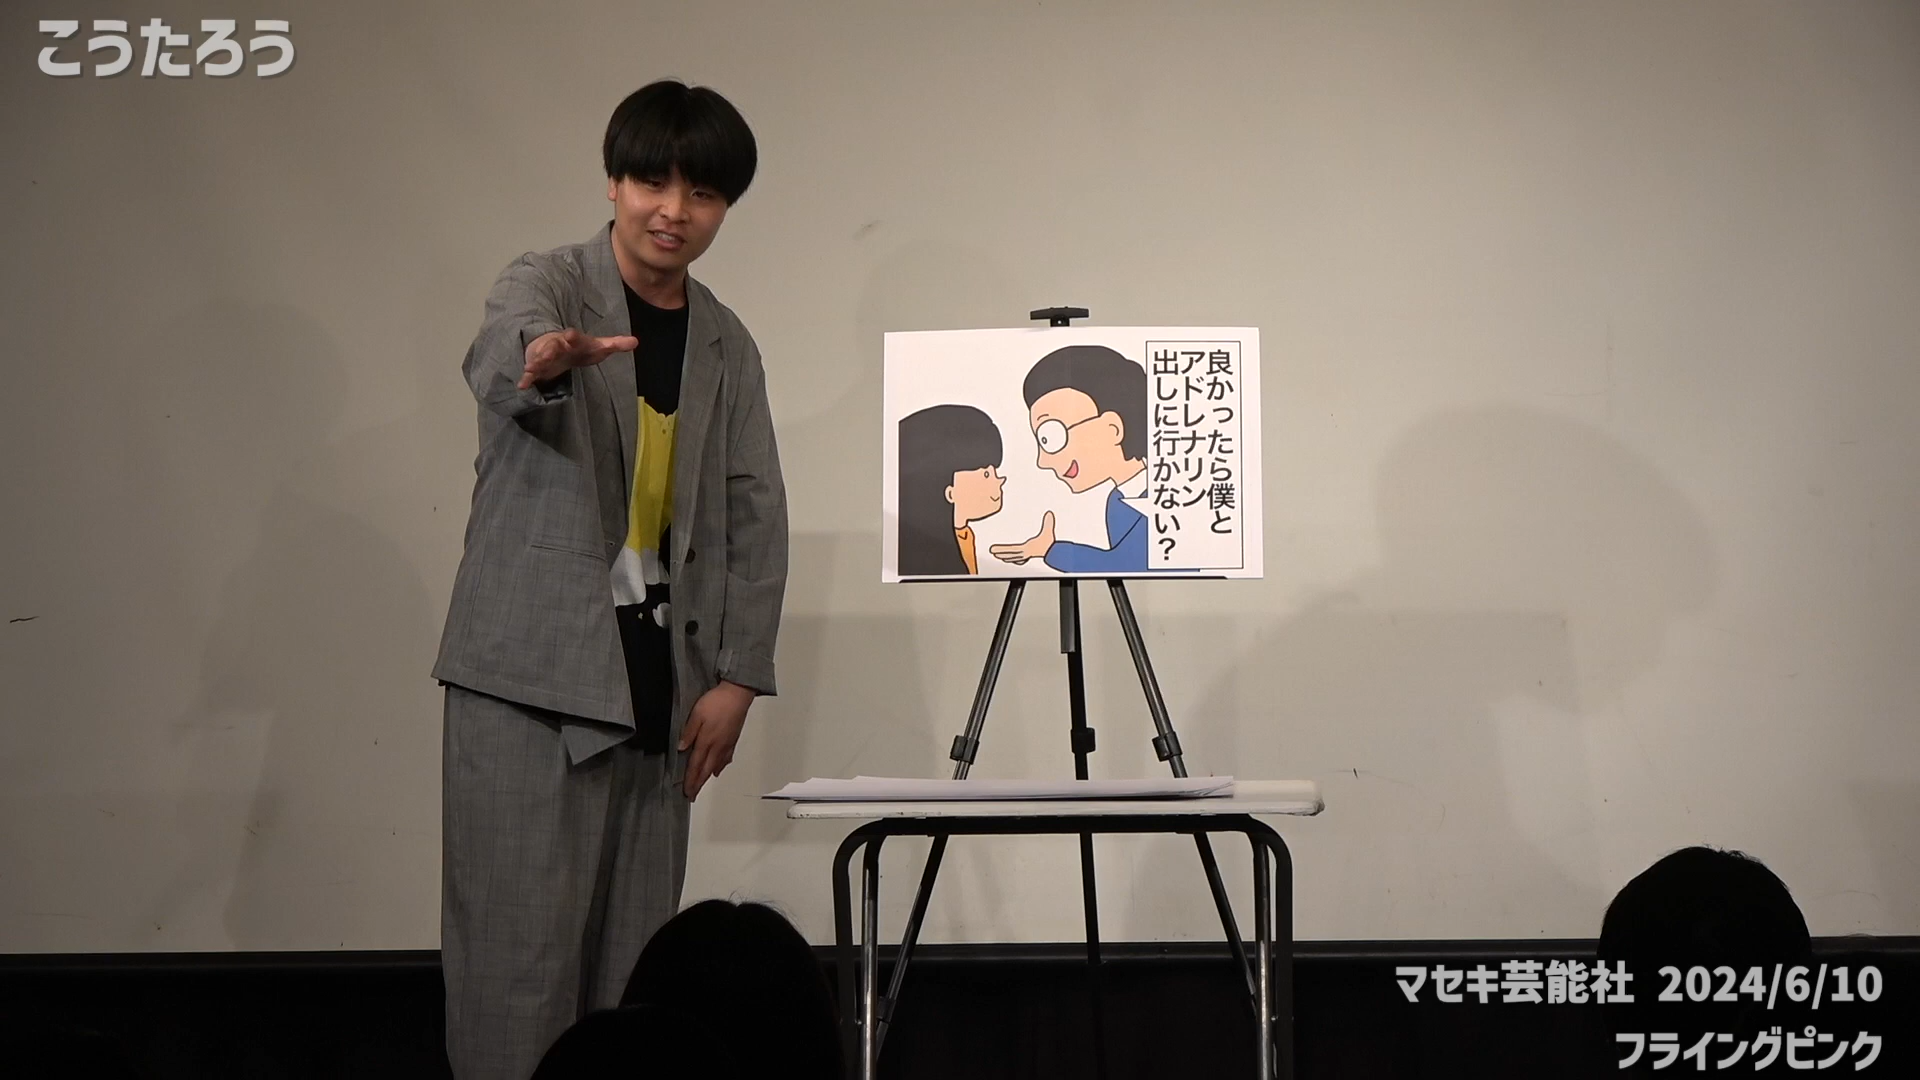 こうたろう
良かったら僕と
アドレナリン
出しに行かない？
マセキ芸能社 2024/6/10
フライングピンク